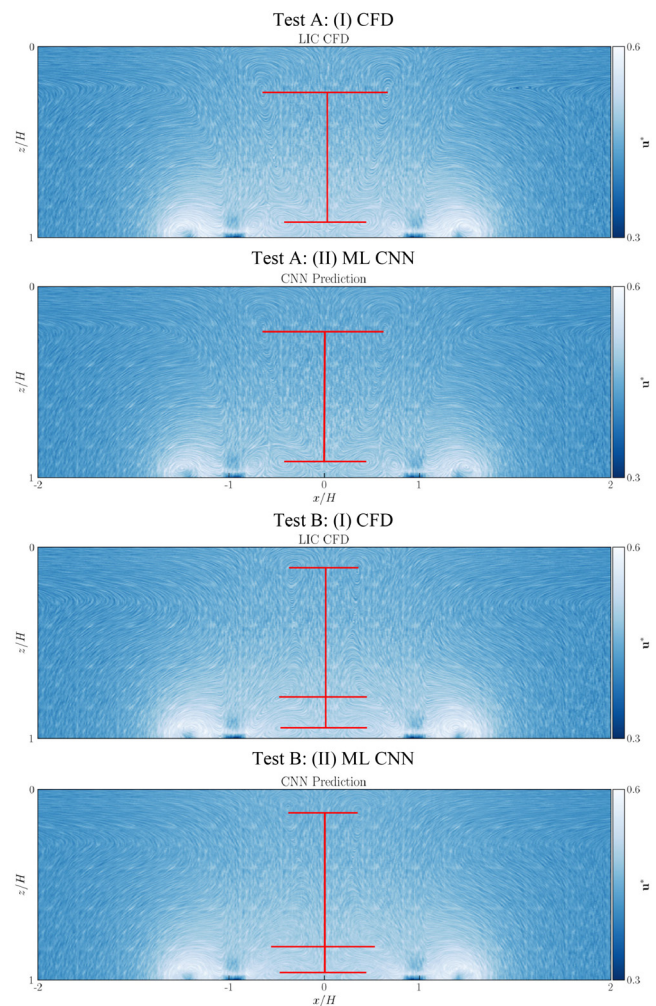 Test A: (I) CFD
LIC CFD
0
0.6
z/H
u*
1
0.3
Test A: (II) ML CNN
CNN Prediction
0
0.6
z/H
u*
1
0.3
-2
-1
0
1
2
x/H
Test B: (I) CFD
LIC CFD
0
0.6
z/H
u*
1
0.3
Test B: (II) ML CNN
CNN Prediction
0
0.6
z/H
u*
1
0.3
-2
-1
0
1
2
x/H